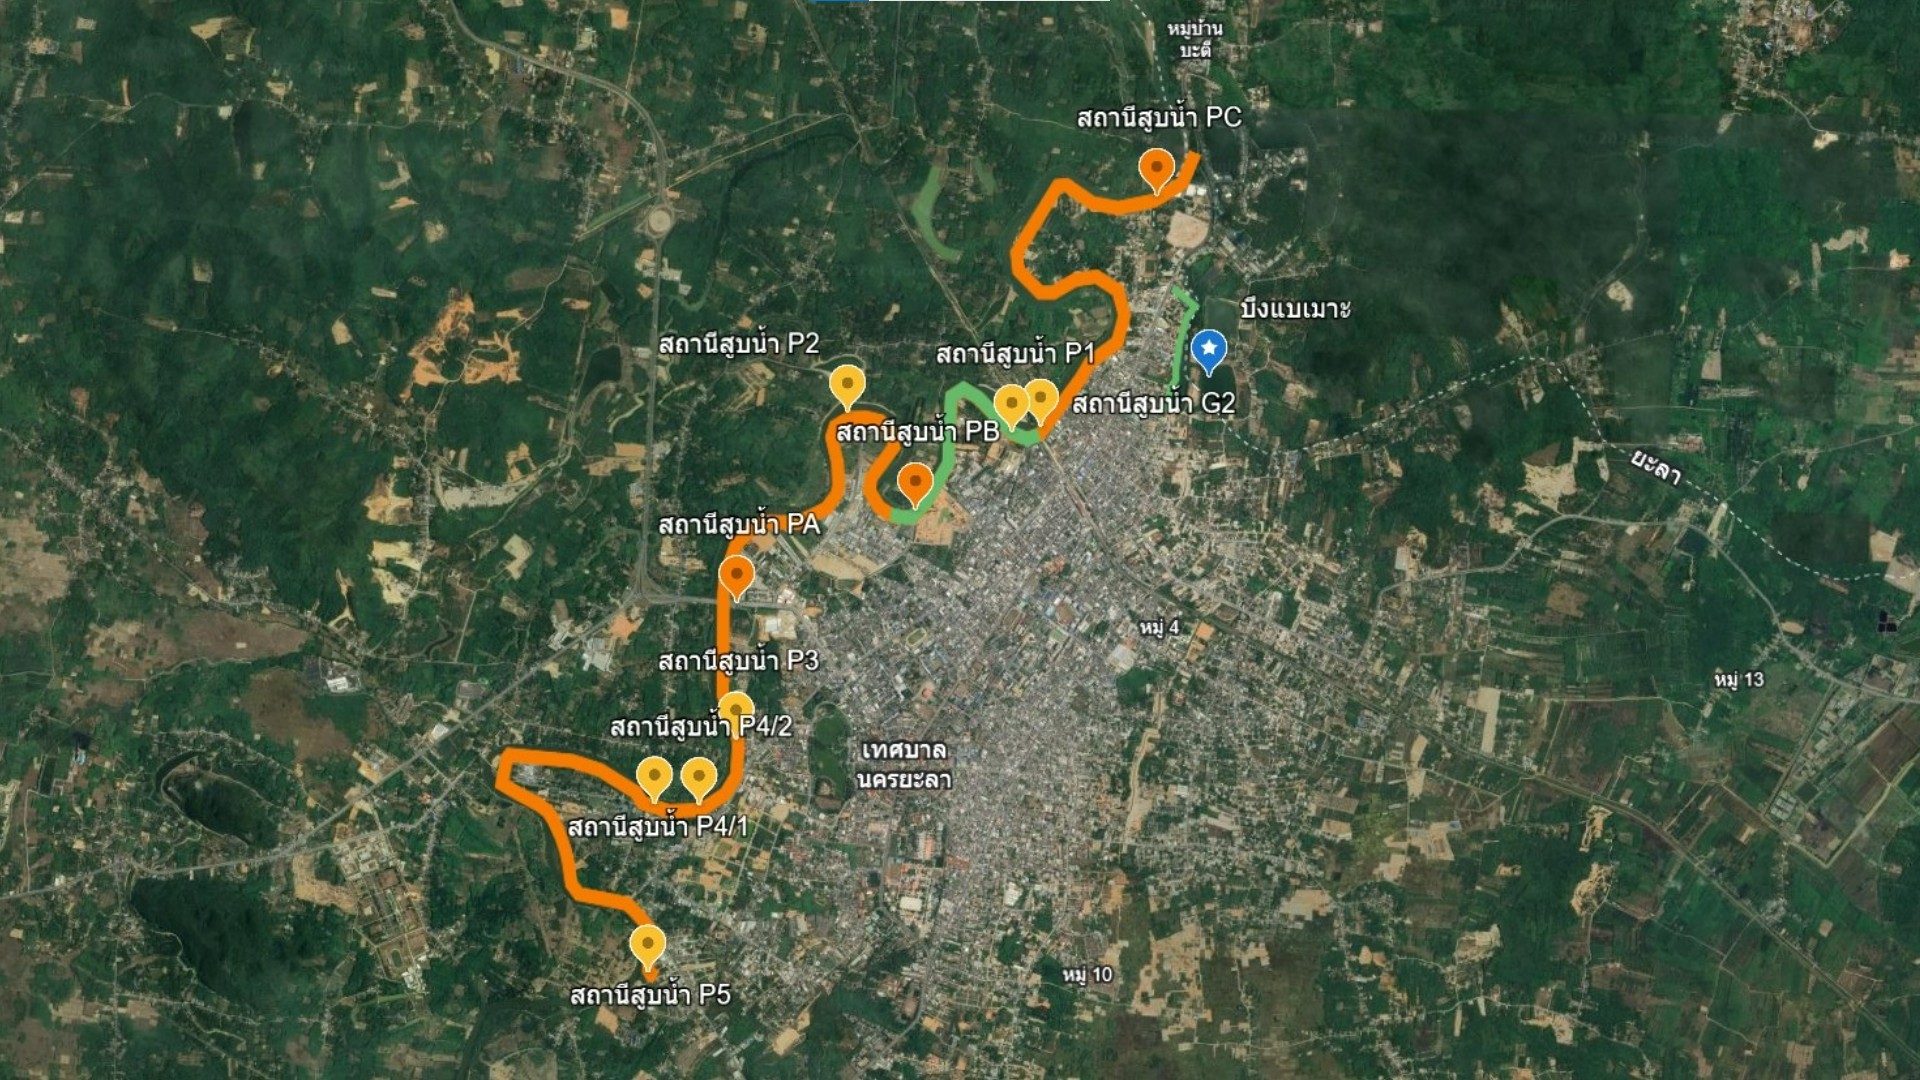 หมู่บ้าน
บะตี
สถานีสูบน้ำ PC
บึงแบเมาะ
สถานีสูบน้ำ P2
สถานีสูบน้ำ P1
สถานีสูบน้ำ G2
สถานีสูบน้ำ PB
ยะลา
สถานีสูบน้ำ PA
หมู่ 4
สถานีสูบน้ำ P3
หมู่ 13
สถานีสูบน้ำ P4/2
เทศบาล
นครยะลา
สถานีสูบน้ำ P4/1
หมู่ 10
สถานีสูบน้ำ P5